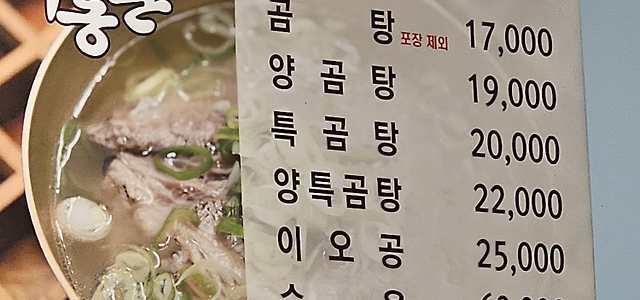 곰 탕 포장 제외 17,000
양 곰 탕 19,000
특 곰 탕 20,000
양특곰탕 22,000
이 오 공 25,000